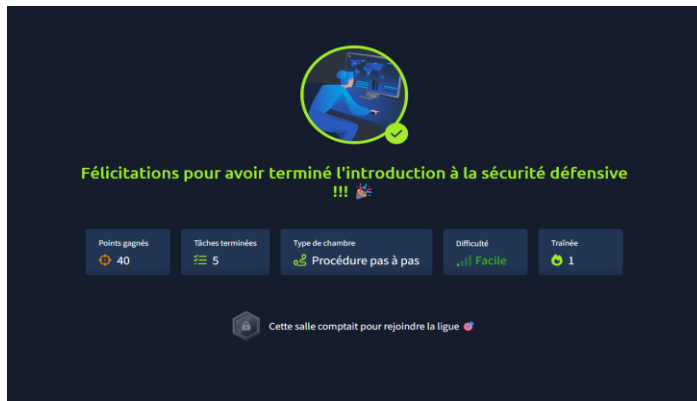 Félicitations pour avoir terminé l'introduction à la sécurité défensive
!!! 🎉
Points gagnés
40
Tâches terminées
5
Type de chambre
Procédure pas à pas
Difficulté
Facile
Traînée
1
Cette salle comptait pour rejoindre la ligue 🎯